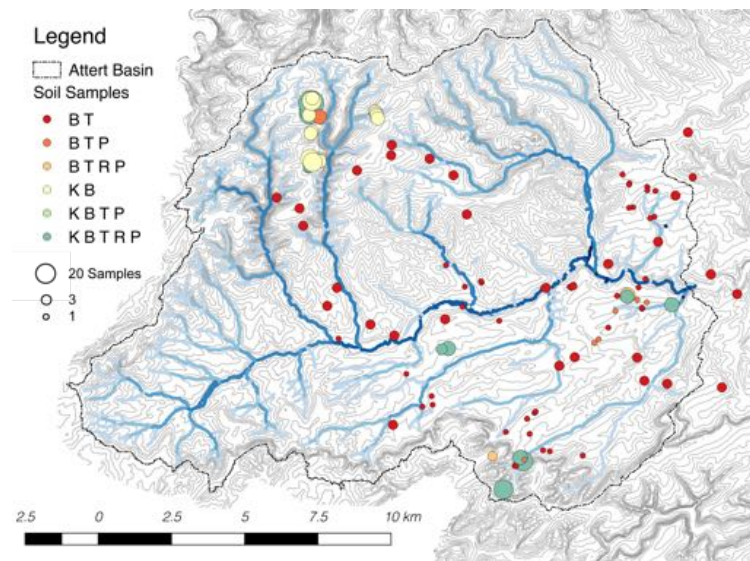 Legend
Attert Basin
Soil Samples
B T
B T P
B T R P
K B
K B T P
K B T R P
20 Samples
3
1
2.5 0 2.5 5 7.5 10 km